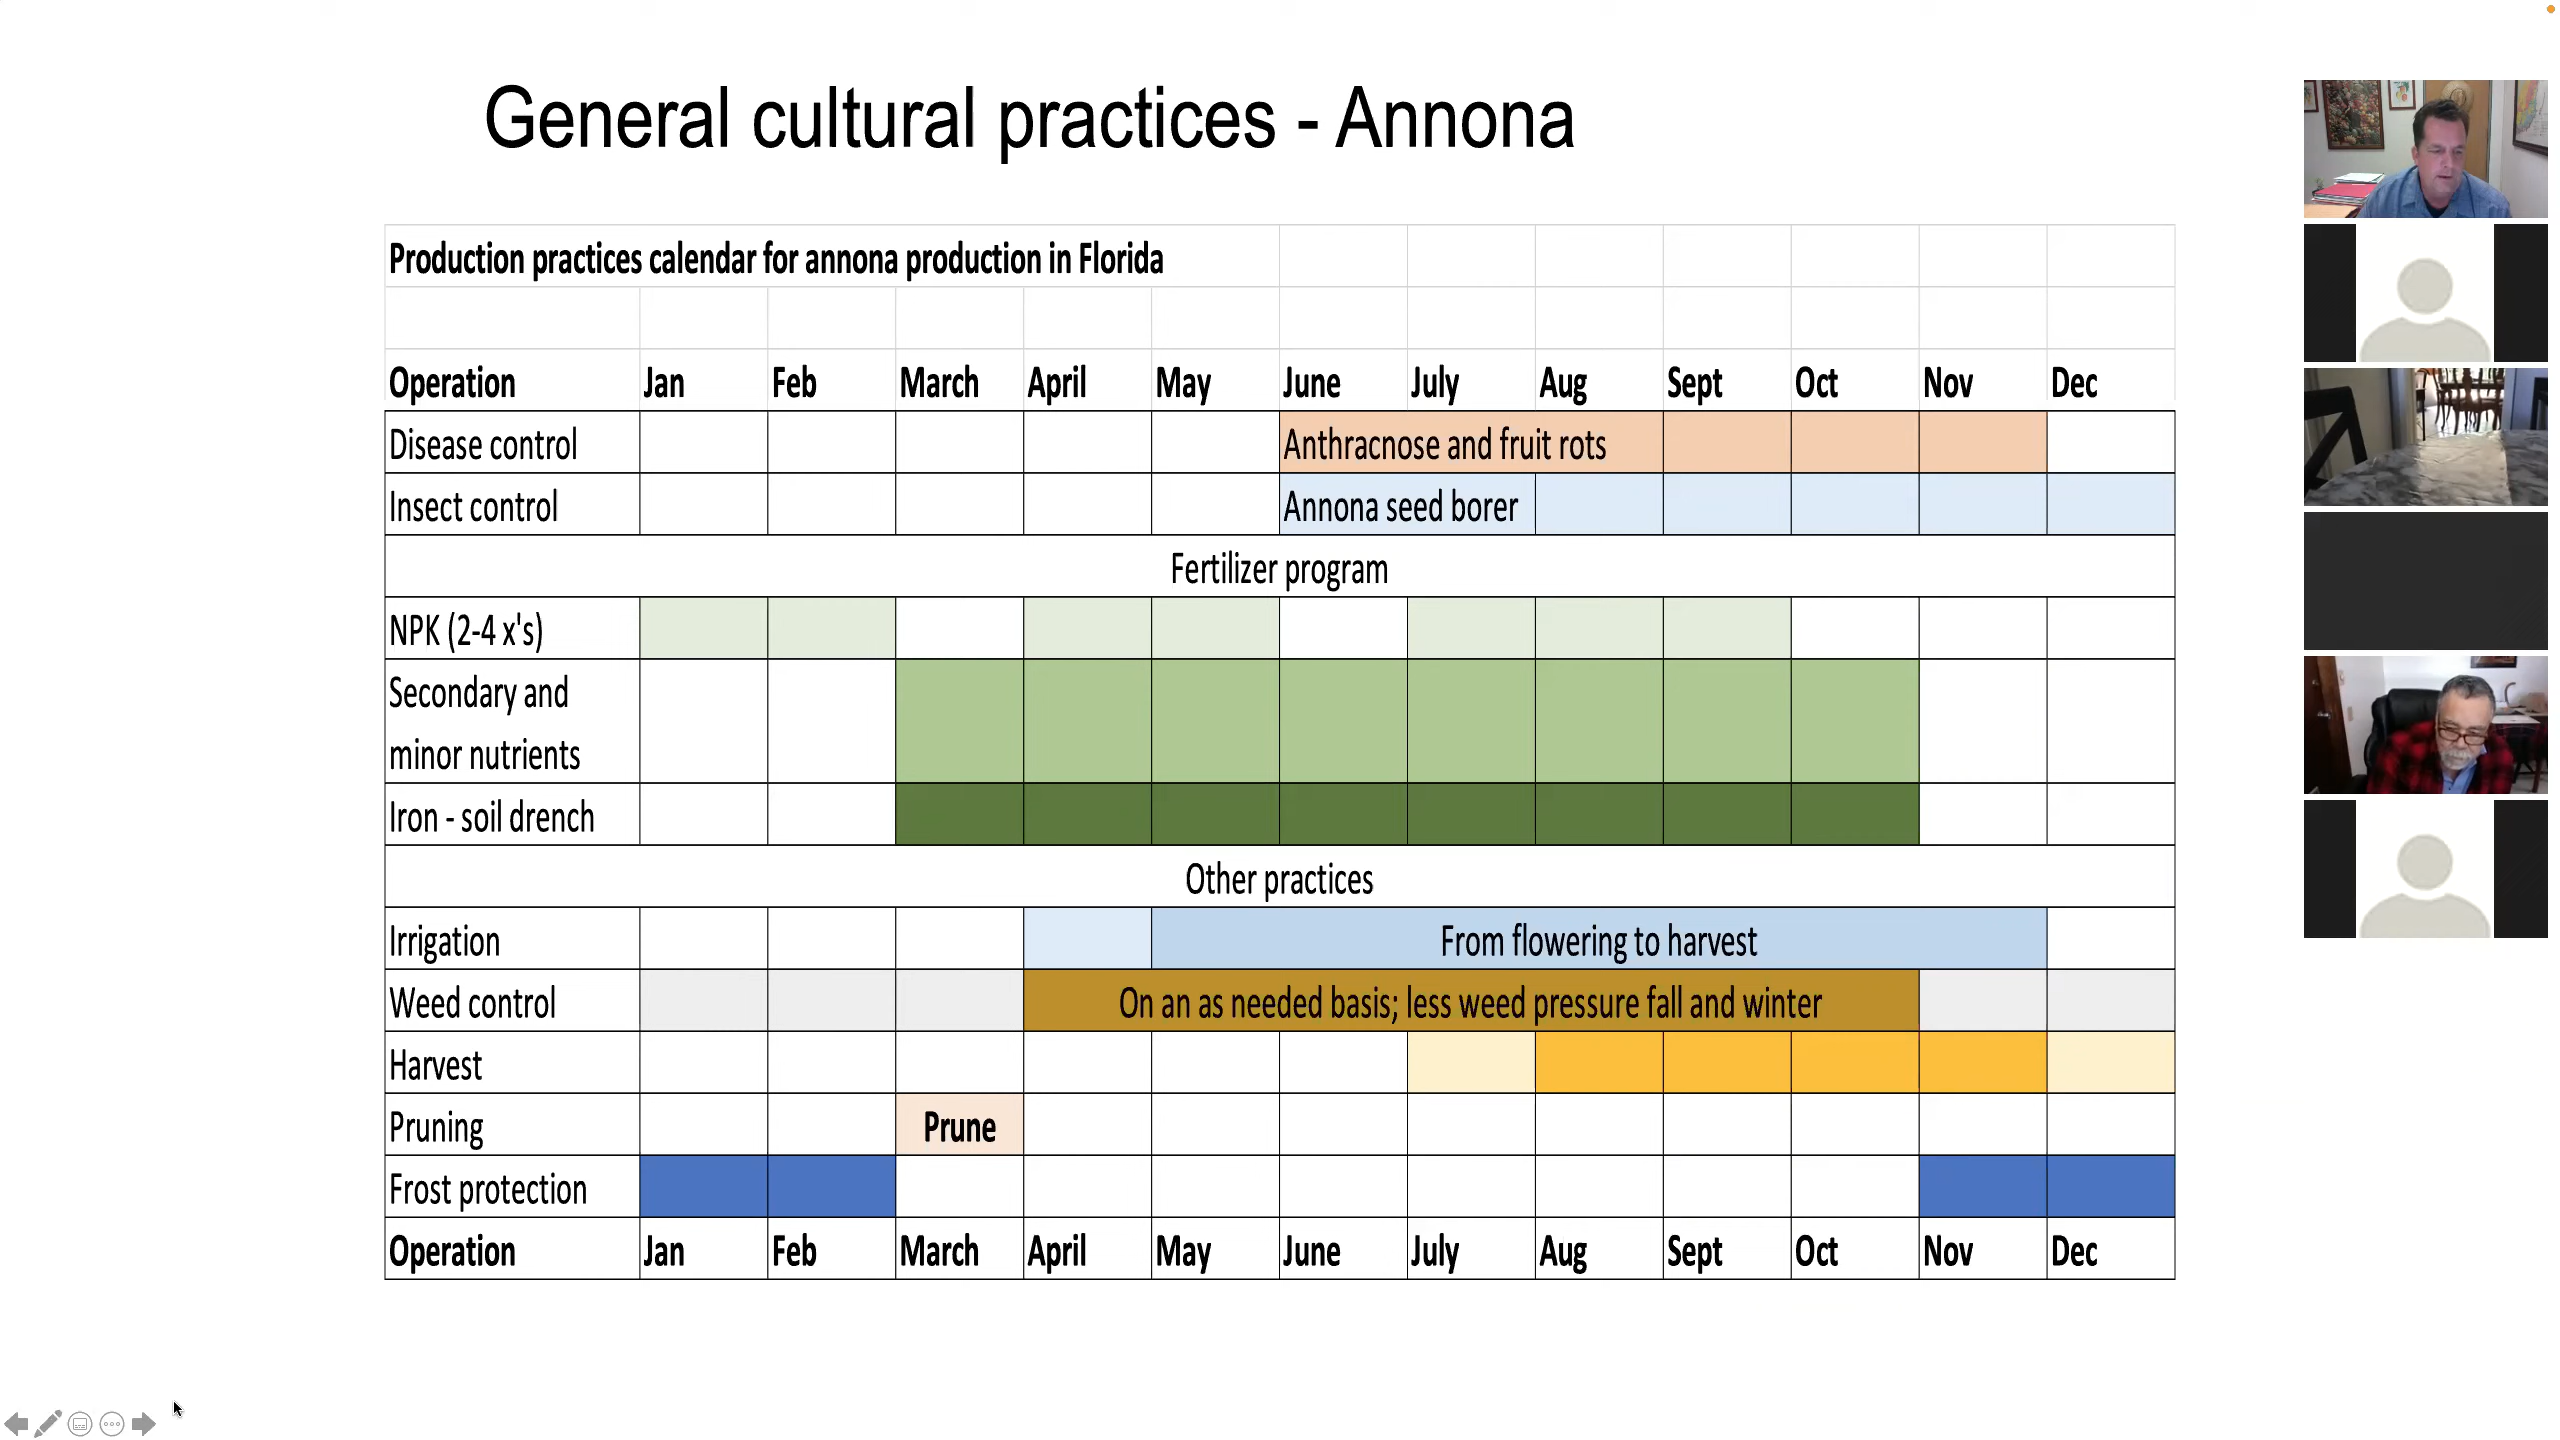 General cultural practices - Annona
Production practices calendar for annona production in Florida
Operation Jan Feb March April May June July Aug Sept Oct Nov Dec
Disease control Anthracnose and fruit rots
Insect control Annona seed borer
Fertilizer program
NPK (2-4 x's)
Secondary and
minor nutrients
Iron - soil drench
Other practices
Irrigation From flowering to harvest
Weed control On an as needed basis; less weed pressure fall and winter
Harvest
Pruning Prune
Frost protection
Operation Jan Feb March April May June July Aug Sept Oct Nov Dec